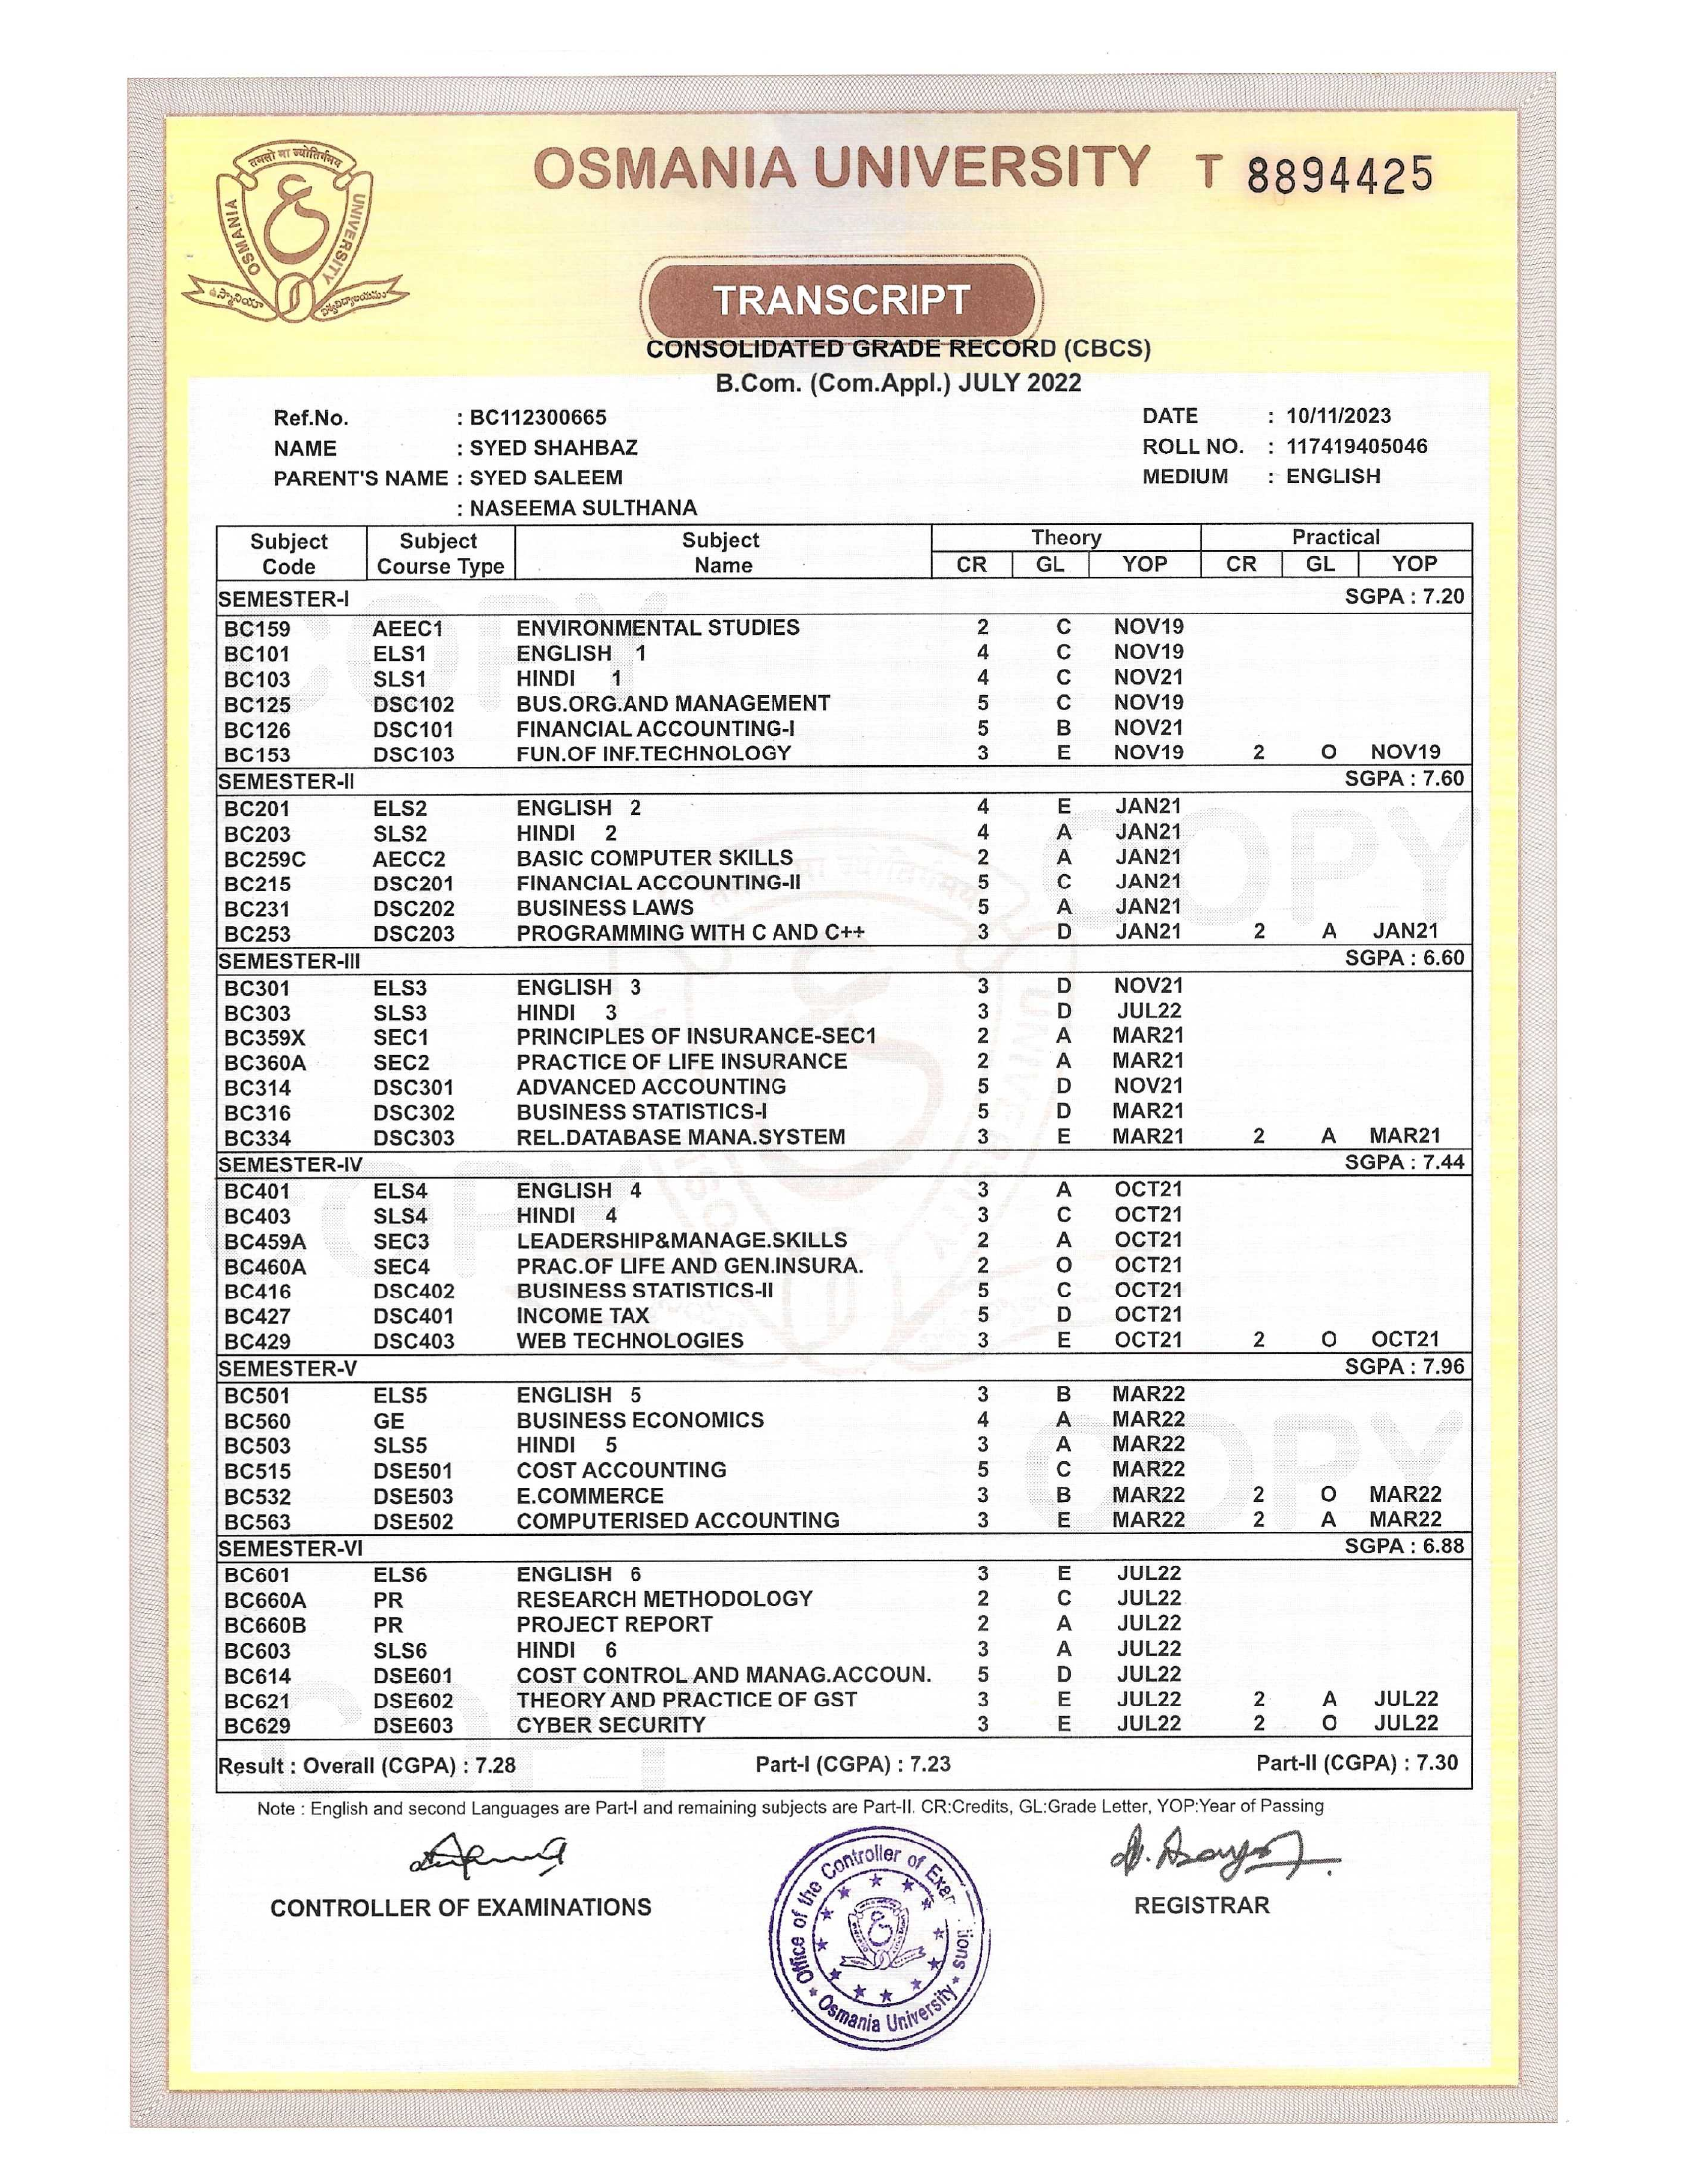 तमसो मा ज्योतिर्गमय
OSMANIA UNIVERSITY
ఉస్మానియా విశ్వవిద్యాలయము
OSMANIA UNIVERSITY T 8894425
TRANSCRIPT
CONSOLIDATED GRADE RECORD (CBCS)
B.Com. (Com.Appl.) JULY 2022
Ref.No. : BC112300665 DATE : 10/11/2023
NAME : SYED SHAHBAZ ROLL NO. : 117419405046
PARENT'S NAME : SYED SALEEM MEDIUM : ENGLISH
: NASEEMA SULTHANA
Subject Code Subject Course Type Subject Name Theory Practical
CR GL YOP CR GL YOP
SEMESTER-I SGPA : 7.20
BC159 AEEC1 ENVIRONMENTAL STUDIES 2 C NOV19
BC101 ELS1 ENGLISH 1 4 C NOV19
BC103 SLS1 HINDI 1 4 C NOV21
BC125 DSC102 BUS.ORG.AND MANAGEMENT 5 C NOV19
BC126 DSC101 FINANCIAL ACCOUNTING-I 5 B NOV21
BC153 DSC103 FUN.OF INF.TECHNOLOGY 3 E NOV19 2 O NOV19
SEMESTER-II SGPA : 7.60
BC201 ELS2 ENGLISH 2 4 E JAN21
BC203 SLS2 HINDI 2 4 A JAN21
BC259C AECC2 BASIC COMPUTER SKILLS 2 A JAN21
BC215 DSC201 FINANCIAL ACCOUNTING-II 5 C JAN21
BC231 DSC202 BUSINESS LAWS 5 A JAN21
BC253 DSC203 PROGRAMMING WITH C AND C++ 3 D JAN21 2 A JAN21
SEMESTER-III SGPA : 6.60
BC301 ELS3 ENGLISH 3 3 D NOV21
BC303 SLS3 HINDI 3 3 D JUL22
BC359X SEC1 PRINCIPLES OF INSURANCE-SEC1 2 A MAR21
BC360A SEC2 PRACTICE OF LIFE INSURANCE 2 A MAR21
BC314 DSC301 ADVANCED ACCOUNTING 5 D NOV21
BC316 DSC302 BUSINESS STATISTICS-I 5 D MAR21
BC334 DSC303 REL.DATABASE MANA.SYSTEM 3 E MAR21 2 A MAR21
SEMESTER-IV SGPA : 7.44
BC401 ELS4 ENGLISH 4 3 A OCT21
BC403 SLS4 HINDI 4 3 C OCT21
BC459A SEC3 LEADERSHIP&MANAGE.SKILLS 2 A OCT21
BC460A SEC4 PRAC.OF LIFE AND GEN.INSURA. 2 O OCT21
BC416 DSC402 BUSINESS STATISTICS-II 5 C OCT21
BC427 DSC401 INCOME TAX 5 D OCT21
BC429 DSC403 WEB TECHNOLOGIES 3 E OCT21 2 O OCT21
SEMESTER-V SGPA : 7.96
BC501 ELS5 ENGLISH 5 3 B MAR22
BC560 GE BUSINESS ECONOMICS 4 A MAR22
BC503 SLS5 HINDI 5 3 A MAR22
BC515 DSE501 COST ACCOUNTING 5 C MAR22
BC532 DSE503 E.COMMERCE 3 B MAR22 2 O MAR22
BC563 DSE502 COMPUTERISED ACCOUNTING 3 E MAR22 2 A MAR22
SEMESTER-VI SGPA : 6.88
BC601 ELS6 ENGLISH 6 3 E JUL22
BC660A PR RESEARCH METHODOLOGY 2 C JUL22
BC660B PR PROJECT REPORT 2 A JUL22
BC603 SLS6 HINDI 6 3 A JUL22
BC614 DSE601 COST CONTROL AND MANAG.ACCOUN. 5 D JUL22
BC621 DSE602 THEORY AND PRACTICE OF GST 3 E JUL22 2 A JUL22
BC629 DSE603 CYBER SECURITY 3 E JUL22 2 O JUL22
Result : Overall (CGPA) : 7.28 Part-I (CGPA) : 7.23 Part-II (CGPA) : 7.30
Note : English and second Languages are Part-I and remaining subjects are Part-II. CR:Credits, GL:Grade Letter, YOP:Year of Passing
CONTROLLER OF EXAMINATIONS REGISTRAR
Office of the Controller of Exam
Osmania University
COPY
COPY
COPY
COPY
COPY